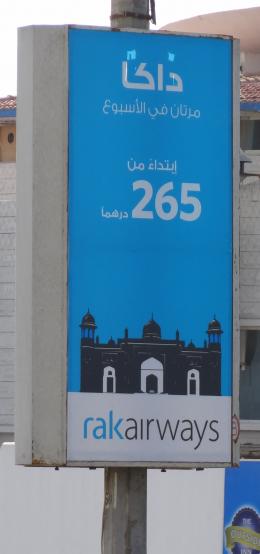 داكا
مرتان في الأسبوع
إبتداءً من
265 درهماً
rakairways